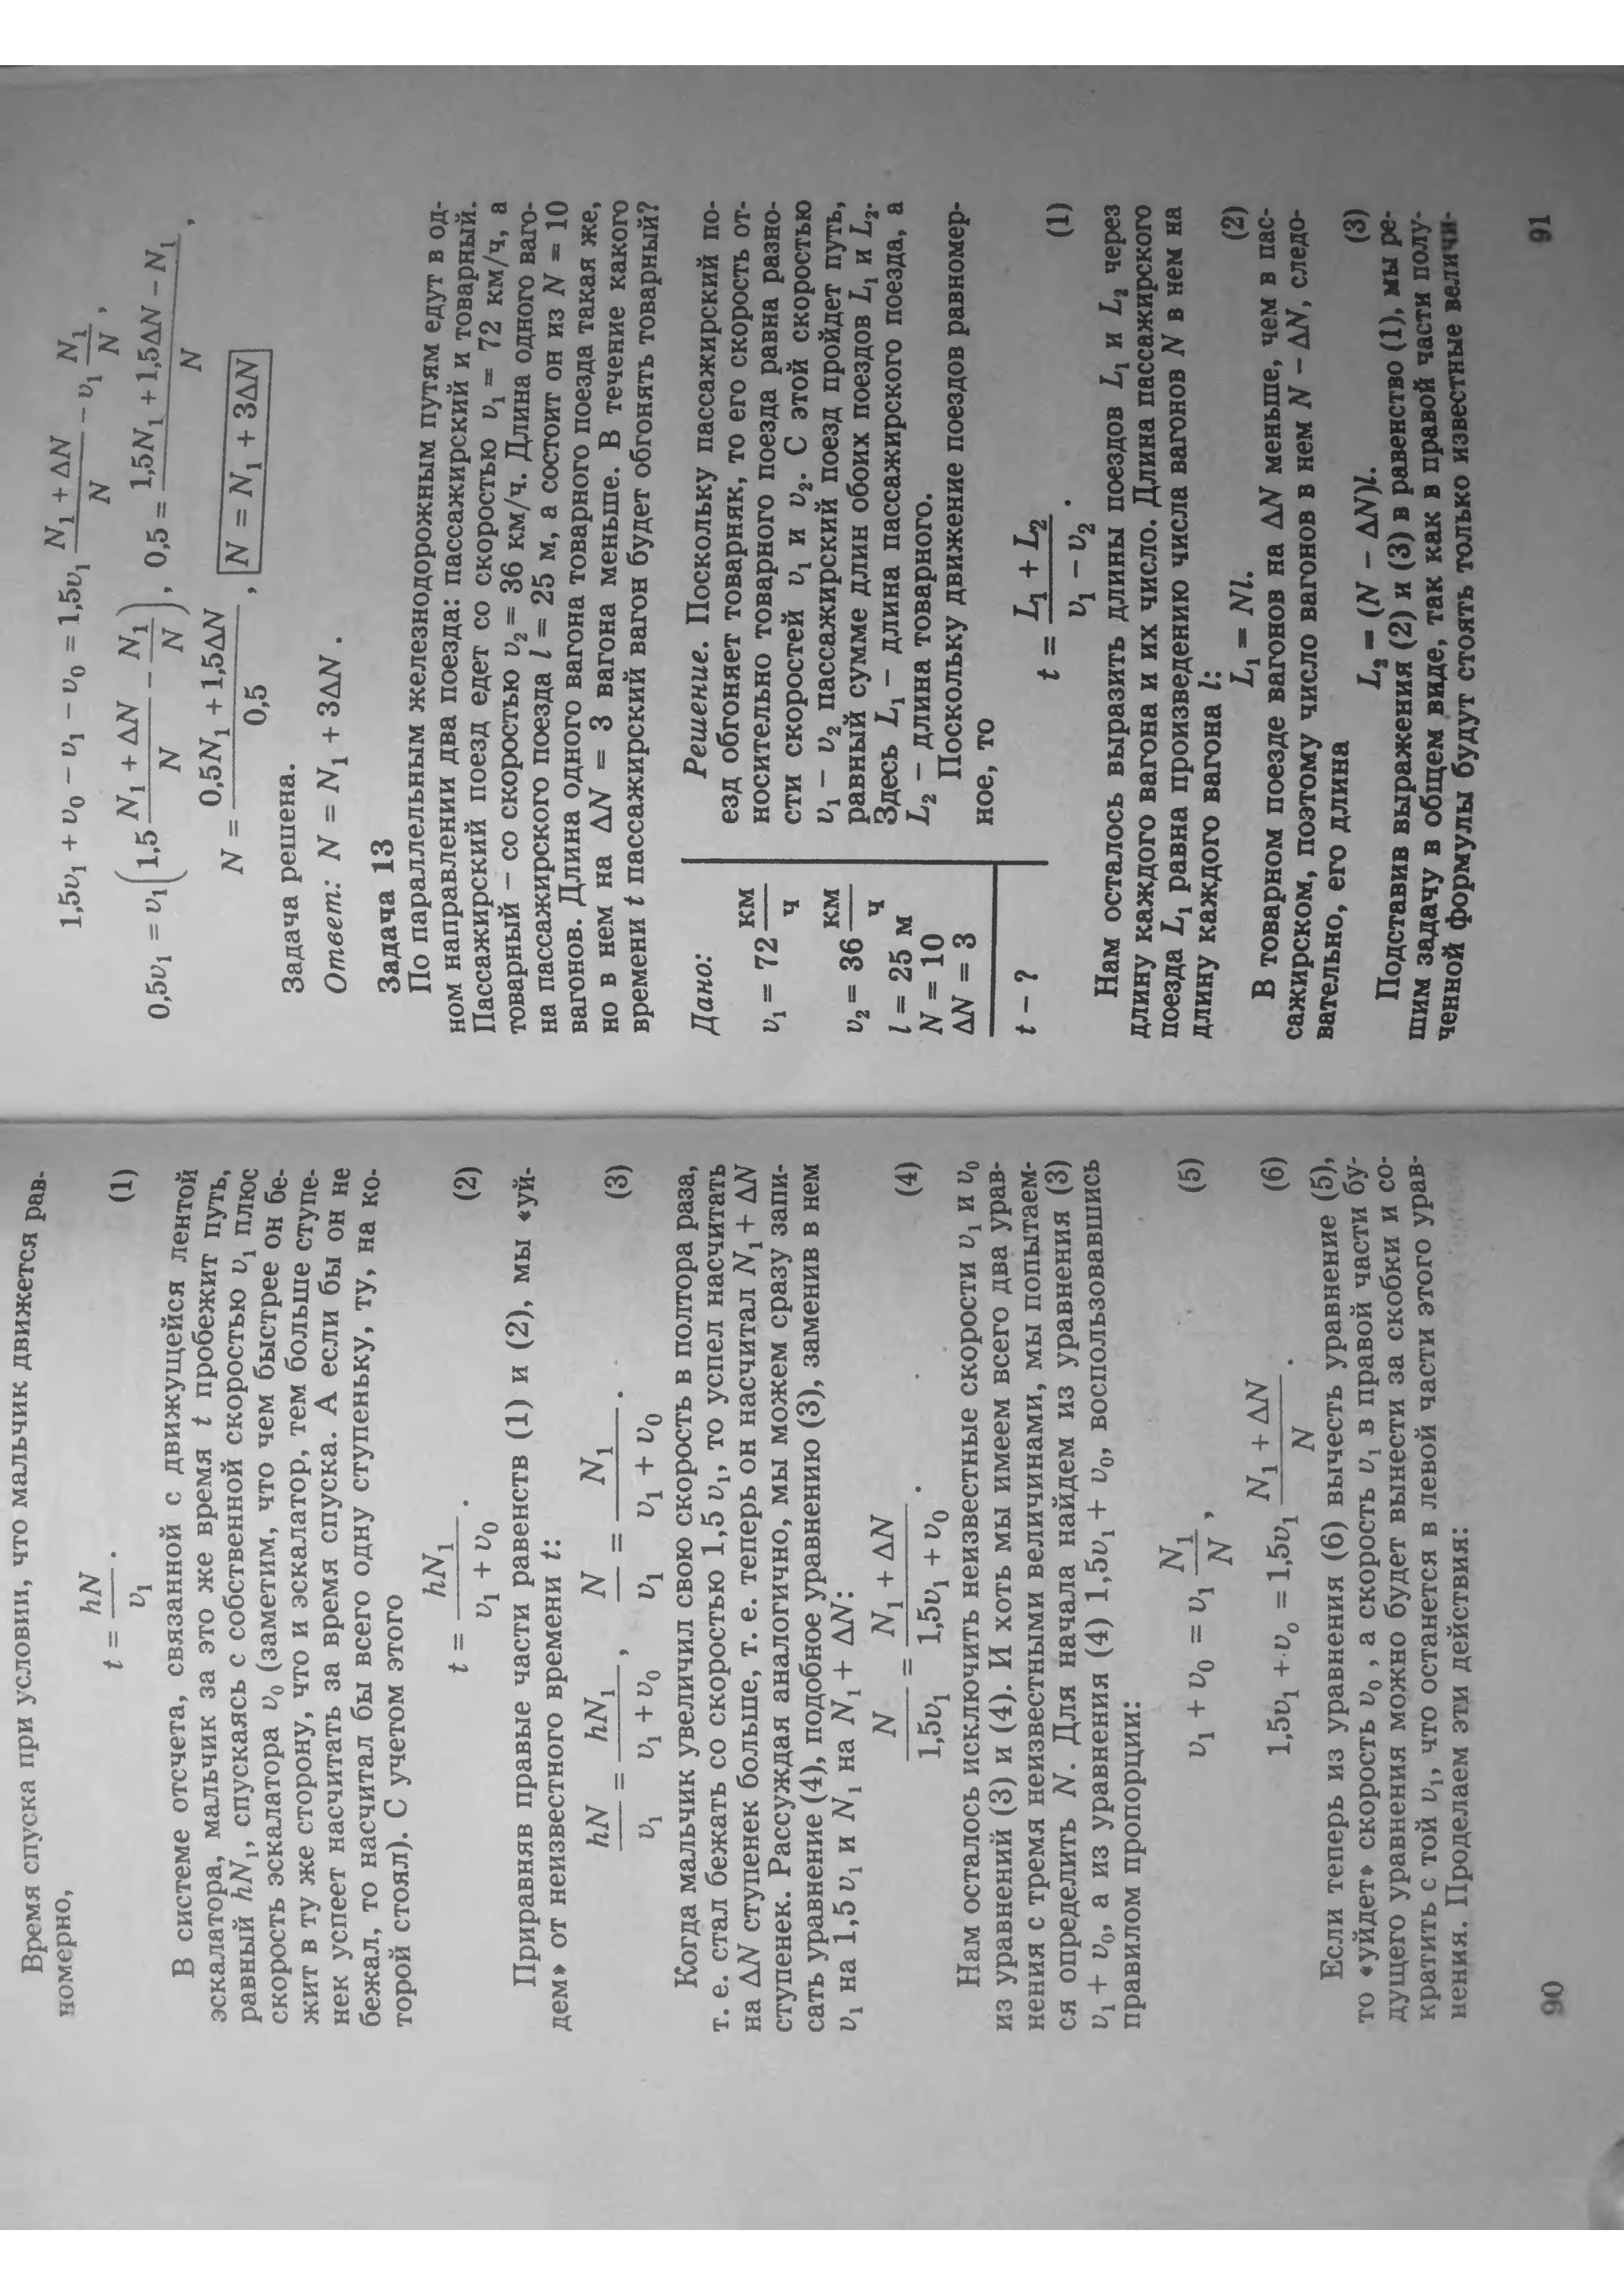 Время спуска при условии, что мальчик движется рав-
номерно,
t = hN / v₁ . (1)
В системе отсчета, связанной с движущейся лентой
эскалатора, мальчик за это же время t пробежит путь,
равный hN₁, спускаясь с собственной скоростью v₁ плюс
скорость эскалатора v₀ (заметим, что чем быстрее он бе-
жит в ту же сторону, что и эскалатор, тем больше ступе-
нек успеет насчитать за время спуска. А если бы он не
бежал, то насчитал бы всего одну ступеньку, ту, на ко-
торой стоял). С учетом этого
t = hN₁ / (v₁ + v₀) . (2)
Приравняв правые части равенств (1) и (2), мы «уй-
дем» от неизвестного времени t:
hN / v₁ = hN₁ / (v₁ + v₀) , N / v₁ = N₁ / (v₁ + v₀) . (3)
Когда мальчик увеличил свою скорость в полтора раза,
т. е. стал бежать со скоростью 1,5 v₁, то успел насчитать
на ΔN ступенек больше, т. е. теперь он насчитал N₁ + ΔN
ступенек. Рассуждая аналогично, мы можем сразу запи-
сать уравнение (4), подобное уравнению (3), заменив в нем
v₁ на 1,5 v₁ и N₁ на N₁ + ΔN:
N / 1,5v₁ = (N₁ + ΔN) / (1,5v₁ + v₀) . (4)
Нам осталось исключить неизвестные скорости v₁ и v₀
из уравнений (3) и (4). И хоть мы имеем всего два урав-
нения с тремя неизвестными величинами, мы попытаем-
ся определить N. Для начала найдем из уравнения (3)
v₁ + v₀, а из уравнения (4) 1,5v₁ + v₀, воспользовавшись
правилом пропорции:
v₁ + v₀ = v₁ N₁ / N , (5)
1,5v₁ + v₀ = 1,5v₁ (N₁ + ΔN) / N . (6)
Если теперь из уравнения (6) вычесть уравнение (5),
то «уйдет» скорость v₀ , а скорость v₁ в правой части бу-
дущего уравнения можно будет вынести за скобки и со-
кратить с той v₁, что останется в левой части этого урав-
нения. Проделаем эти действия:
90
1,5v₁ + v₀ − v₁ − v₀ = 1,5v₁ (N₁ + ΔN) / N − v₁ N₁ / N ,
0,5v₁ = v₁(1,5 (N₁ + ΔN) / N − N₁ / N), 0,5 = (1,5N₁ + 1,5ΔN − N₁) / N ,
N = (0,5N₁ + 1,5ΔN) / 0,5 , N = N₁ + 3ΔN
Задача решена.
Ответ: N = N₁ + 3ΔN .
Задача 13
По параллельным железнодорожным путям едут в од-
ном направлении два поезда: пассажирский и товарный.
Пассажирский поезд едет со скоростью v₁ = 72 км/ч, а
товарный – со скоростью v₂ = 36 км/ч. Длина одного ваго-
на пассажирского поезда l = 25 м, а состоит он из N = 10
вагонов. Длина одного вагона товарного поезда такая же,
но в нем на ΔN = 3 вагона меньше. В течение какого
времени t пассажирский вагон будет обгонять товарный?
Дано:
v₁ = 72 км/ч
v₂ = 36 км/ч
l = 25 м
N = 10
ΔN = 3
t – ?
Решение. Поскольку пассажирский по-
езд обгоняет товарняк, то его скорость от-
носительно товарного поезда равна разно-
сти скоростей v₁ и v₂. С этой скоростью
v₁ − v₂ пассажирский поезд пройдет путь,
равный сумме длин обоих поездов L₁ и L₂.
Здесь L₁ – длина пассажирского поезда, а
L₂ – длина товарного.
Поскольку движение поездов равномер-
ное, то
t = (L₁ + L₂) / (v₁ − v₂) . (1)
Нам осталось выразить длины поездов L₁ и L₂ через
длину каждого вагона и их число. Длина пассажирского
поезда L₁ равна произведению числа вагонов N в нем на
длину каждого вагона l:
L₁ = Nl. (2)
В товарном поезде вагонов на ΔN меньше, чем в пас-
сажирском, поэтому число вагонов в нем N − ΔN, следо-
вательно, его длина
L₂ = (N − ΔN)l. (3)
Подставив выражения (2) и (3) в равенство (1), мы ре-
шим задачу в общем виде, так как в правой части полу-
ченной формулы будут стоять только известные величи-
91